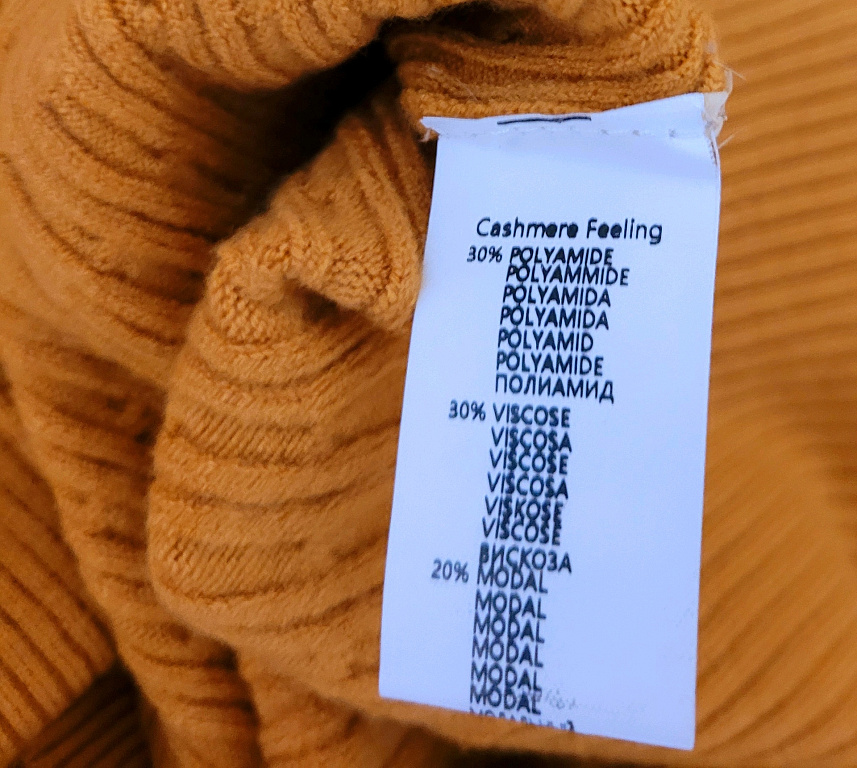 Cashmere Feeling
30% POLYAMIDE
POLYAMMIDE
POLYAMIDA
POLYAMIDA
POLYAMID
POLYAMIDE
ПОЛИАМИД
30% VISCOSE
VISCOSA
VISCOSE
VISCOSA
VISKOSE
VISCOSE
ВИСКОЗА
20% MODAL
MODAL
MODAL
MODAL
MODAL
MODAL